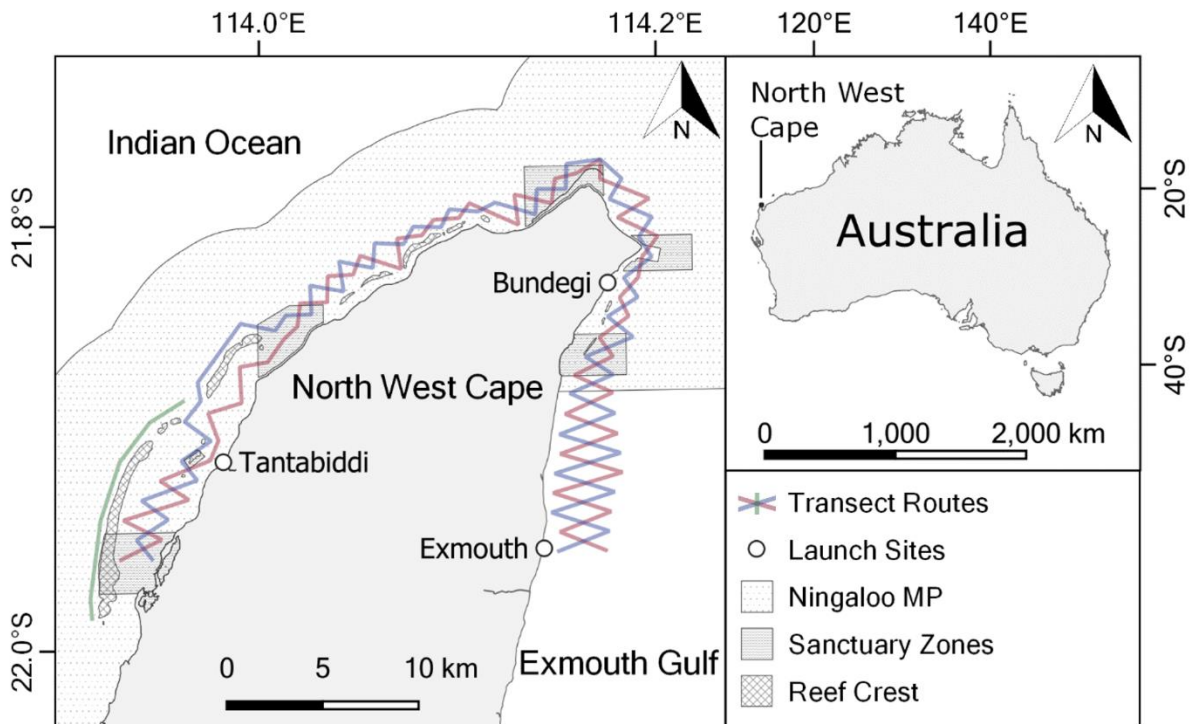 114.0°E
114.2°E
120°E
140°E
Indian Ocean
N
North West
Cape
N
20°S
21.8°S
Australia
Bundegi
North West Cape
40°S
0
1,000
2,000 km
Tantabiddi
Transect Routes
Exmouth
Launch Sites
Ningaloo MP
22.0°S
0
5
10 km
Exmouth Gulf
Sanctuary Zones
Reef Crest